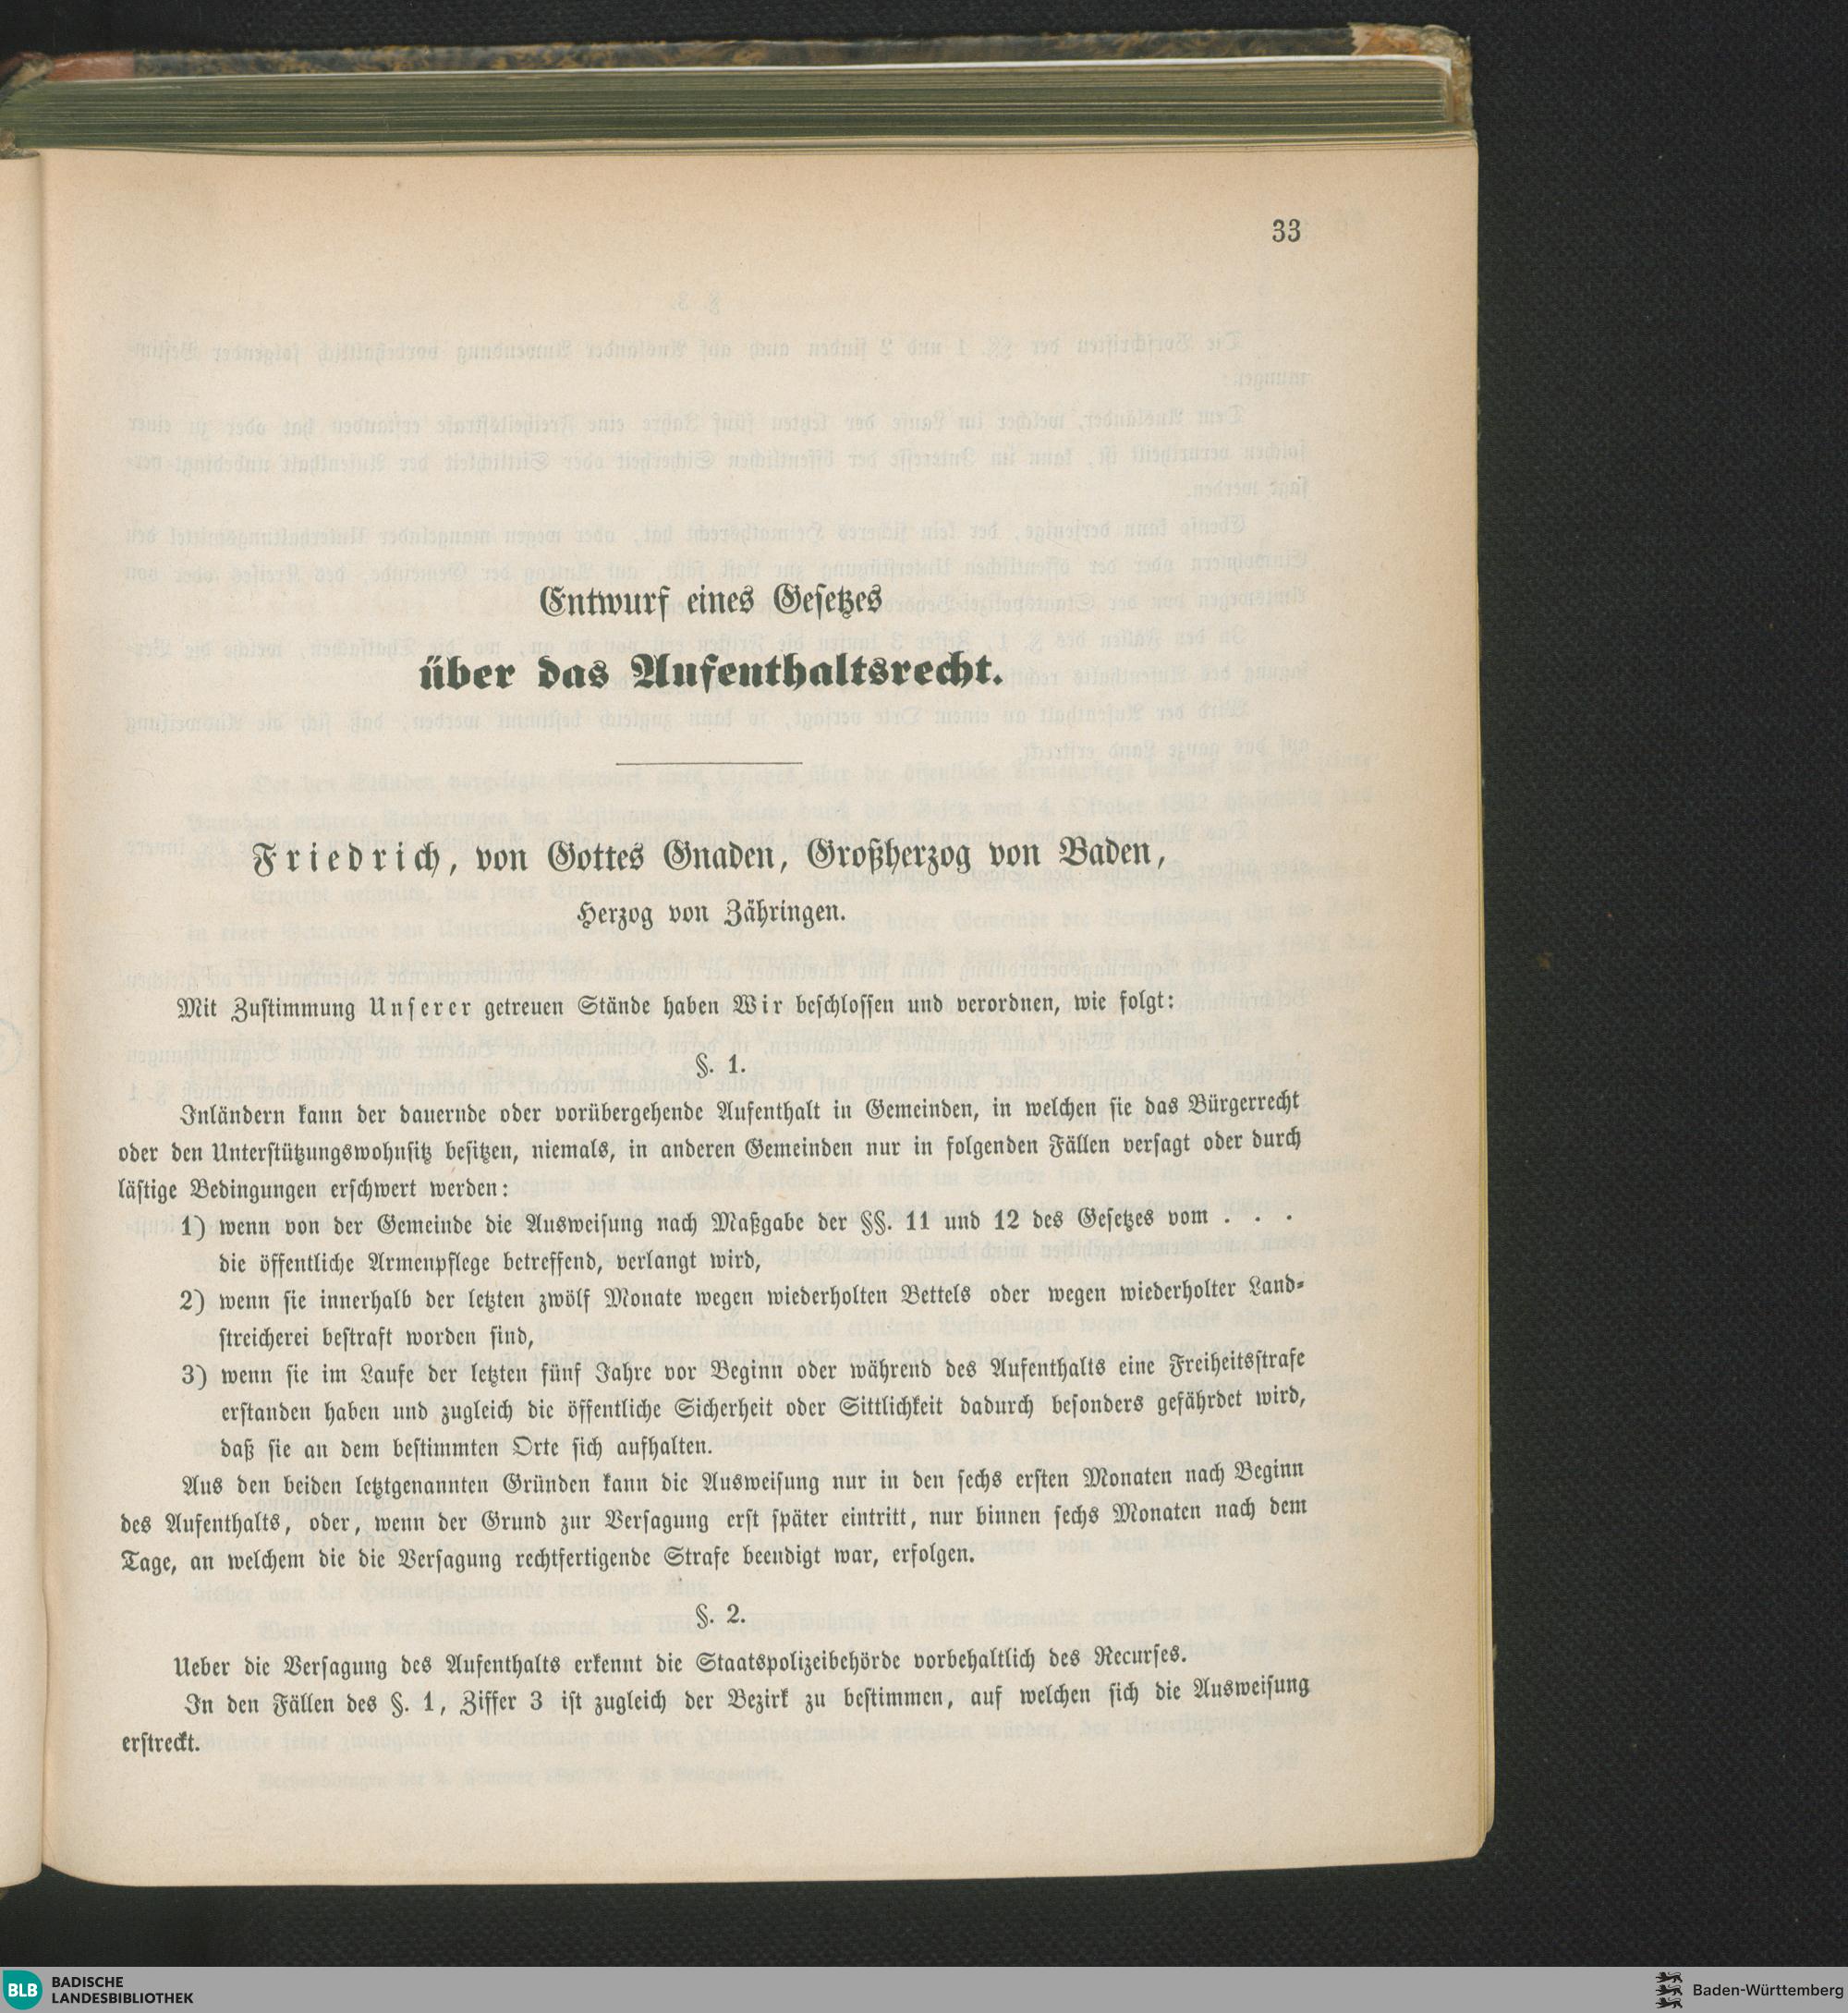 33
Entwurf eines Gesetzes
über das Aufenthaltsrecht.
Friedrich, von Gottes Gnaden, Großherzog von Baden,
Herzog von Zähringen.
Mit Zustimmung Unserer getreuen Stände haben Wir beschlossen und verordnen, wie folgt:
§. 1.
Inländern kann der dauernde oder vorübergehende Aufenthalt in Gemeinden, in welchen sie das Bürgerrecht
oder den Unterstützungswohnsitz besitzen, niemals, in anderen Gemeinden nur in folgenden Fällen versagt oder durch
lästige Bedingungen erschwert werden:
1) wenn von der Gemeinde die Ausweisung nach Maßgabe der §§. 11 und 12 des Gesetzes vom . . .
die öffentliche Armenpflege betreffend, verlangt wird,
2) wenn sie innerhalb der letzten zwölf Monate wegen wiederholten Bettels oder wegen wiederholter Land-
streicherei bestraft worden sind,
3) wenn sie im Laufe der letzten fünf Jahre vor Beginn oder während des Aufenthalts eine Freiheitsstrafe
erstanden haben und zugleich die öffentliche Sicherheit oder Sittlichkeit dadurch besonders gefährdet wird,
daß sie an dem bestimmten Orte sich aufhalten.
Aus den beiden letztgenannten Gründen kann die Ausweisung nur in den sechs ersten Monaten nach Beginn
des Aufenthalts, oder, wenn der Grund zur Versagung erst später eintritt, nur binnen sechs Monaten nach dem
Tage, an welchem die die Versagung rechtfertigende Strafe beendigt war, erfolgen.
§. 2.
Ueber die Versagung des Aufenthalts erkennt die Staatspolizeibehörde vorbehaltlich des Recurses.
In den Fällen des §. 1, Ziffer 3 ist zugleich der Bezirk zu bestimmen, auf welchen sich die Ausweisung
erstreckt.
BLB BADISCHE
LANDESBIBLIOTHEK
Baden-Württemberg